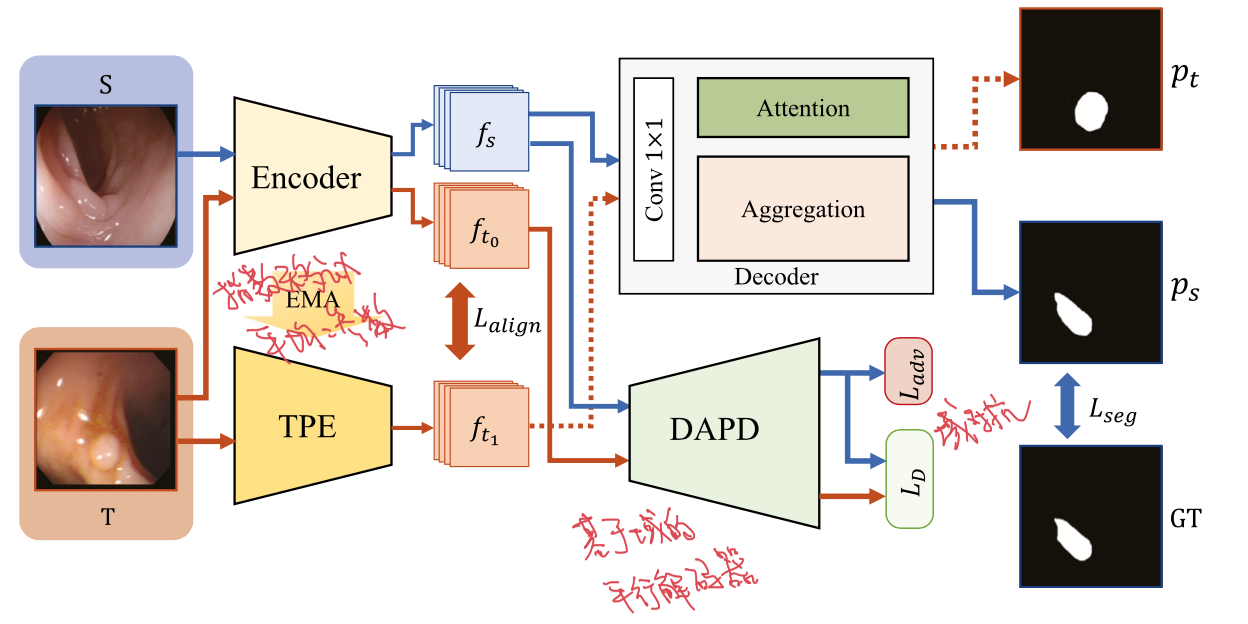 S
T
Encoder
TPE
EMA
指数移动
平均 参数
f_s
f_{t_0}
L_{align}
f_{t_1}
Conv 1×1
Attention
Aggregation
Decoder
DAPD
基于域的
平行解码器
L_{adv}
L_D
域对抗
p_t
p_s
L_{seg}
GT